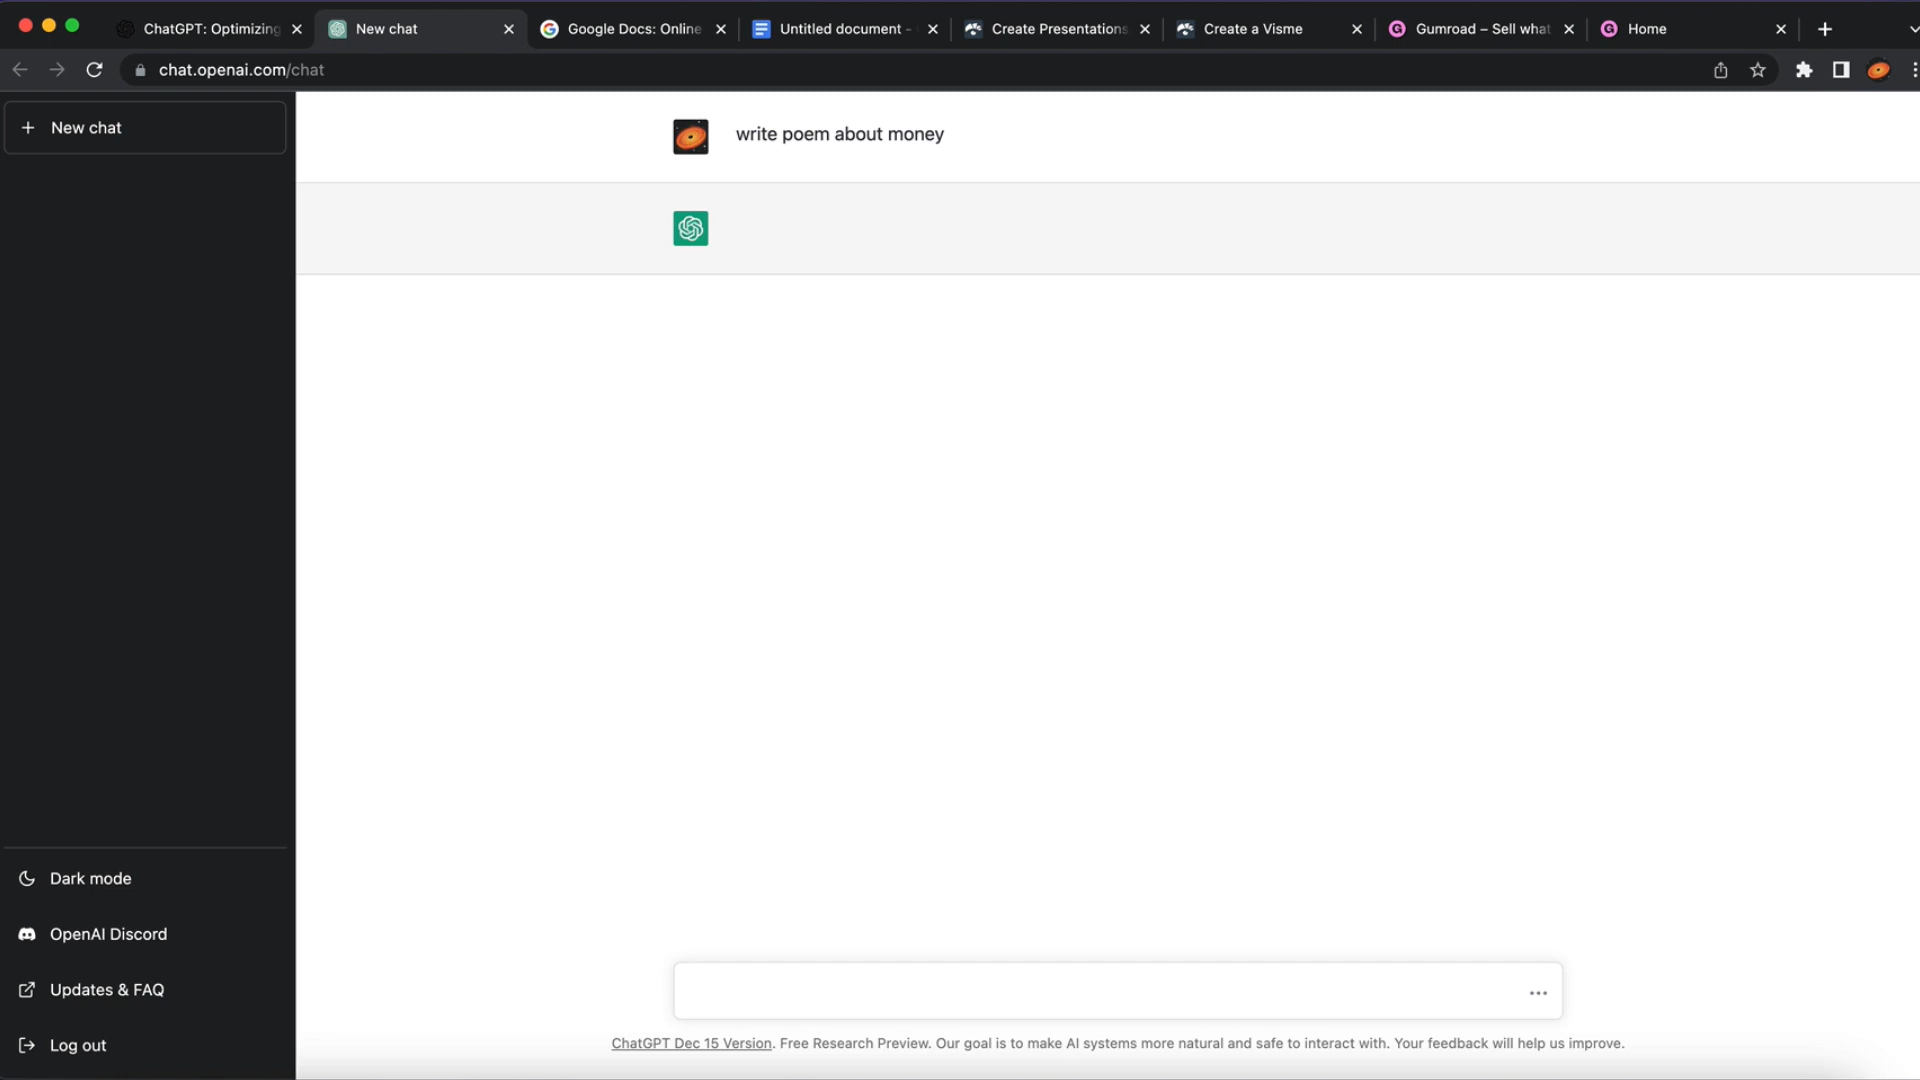 ChatGPT: Optimizing
New chat
Google Docs: Online
Untitled document -
Create Presentations
Create a Visme
Gumroad – Sell what
Home
chat.openai.com/chat
New chat
write poem about money
Dark mode
OpenAI Discord
Updates & FAQ
Log out
ChatGPT Dec 15 Version. Free Research Preview. Our goal is to make AI systems more natural and safe to interact with. Your feedback will help us improve.